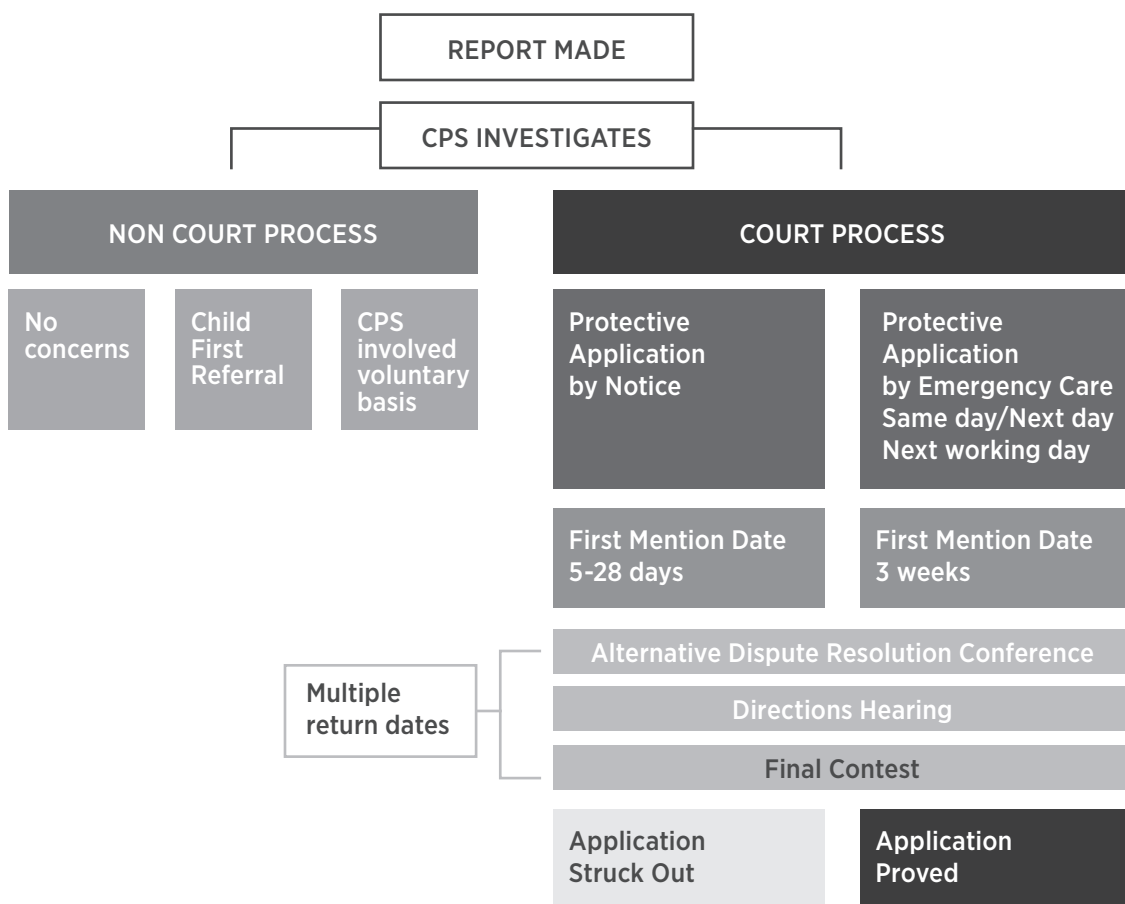 REPORT MADE
CPS INVESTIGATES
NON COURT PROCESS
No
concerns
Child
First
Referral
CPS
involved
voluntary
basis
COURT PROCESS
Protective
Application
by Notice
Protective
Application
by Emergency Care
Same day/Next day
Next working day
First Mention Date
5-28 days
First Mention Date
3 weeks
Multiple
return dates
Alternative Dispute Resolution Conference
Directions Hearing
Final Contest
Application
Struck Out
Application
Proved